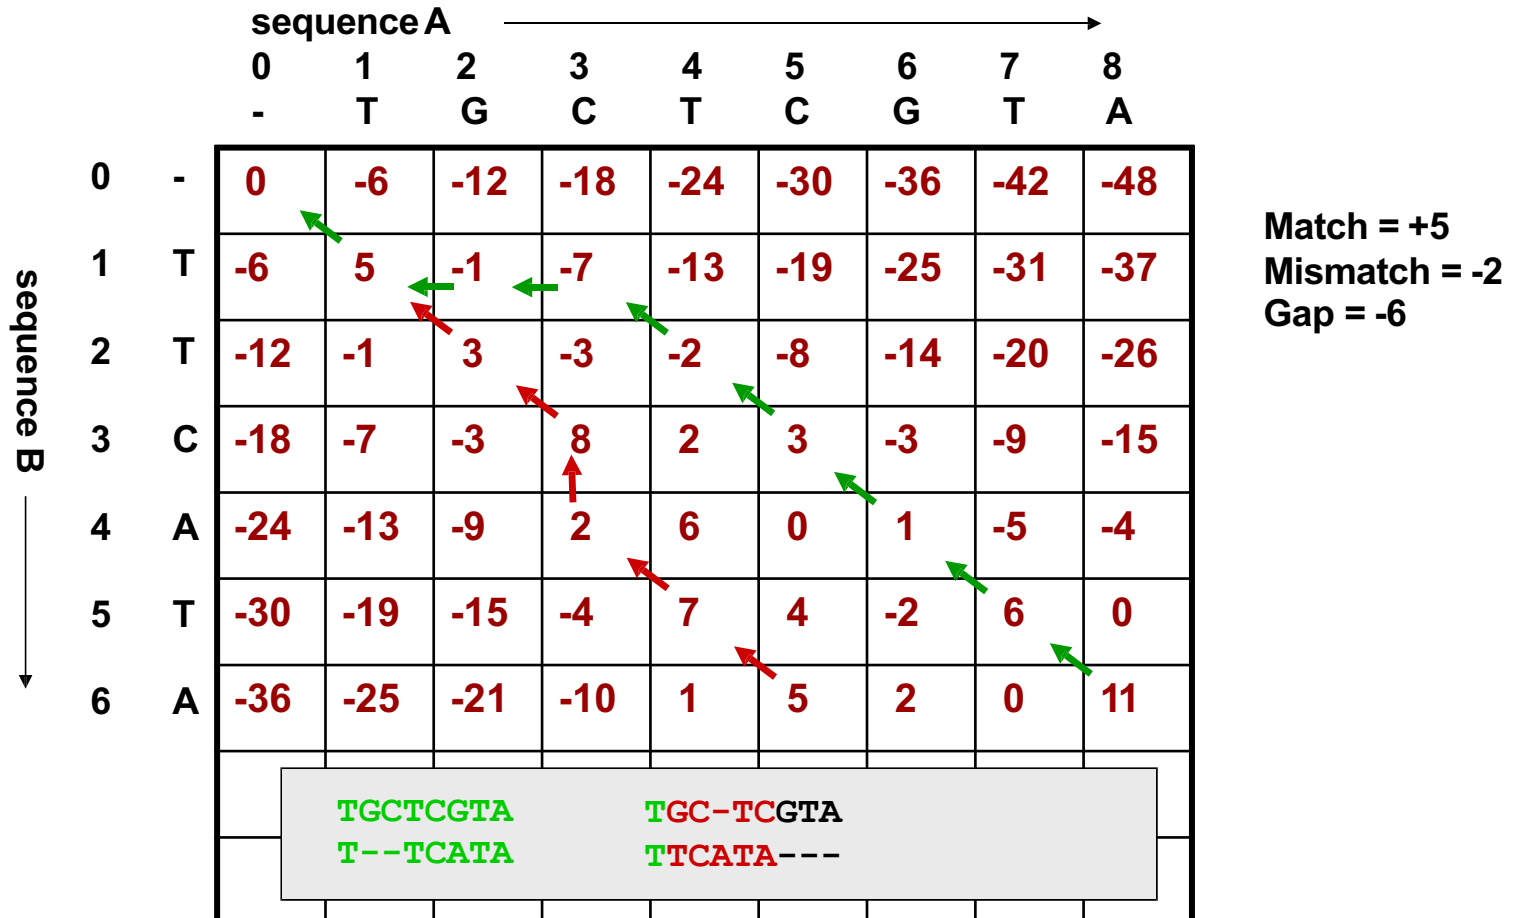 sequence A
0 1 2 3 4 5 6 7 8
- T G C T C G T A
0 - 0 -6 -12 -18 -24 -30 -36 -42 -48
1 T -6 5 -1 -7 -13 -19 -25 -31 -37
2 T -12 -1 3 -3 -2 -8 -14 -20 -26
3 C -18 -7 -3 8 2 3 -3 -9 -15
4 A -24 -13 -9 2 6 0 1 -5 -4
5 T -30 -19 -15 -4 7 4 -2 6 0
6 A -36 -25 -21 -10 1 5 2 0 11
sequence B
Match = +5
Mismatch = -2
Gap = -6
TGCTCGTA
T--TCATA
TGC-TCGTA
TTCATA---